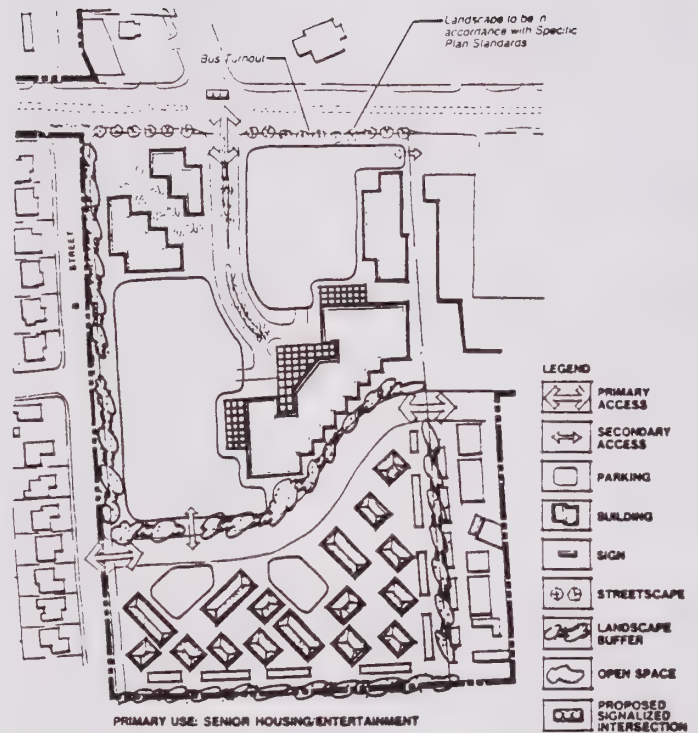 Landscape to be in
accordance with Specific
Plan Standards
Bus Turnout
B STREET
LEGEND
PRIMARY
ACCESS
SECONDARY
ACCESS
PARKING
BUILDING
SIGN
STREETSCAPE
LANDSCAPE
BUFFER
OPEN SPACE
PROPOSED
SIGNALIZED
INTERSECTION
PRIMARY USE: SENIOR HOUSING/ENTERTAINMENT